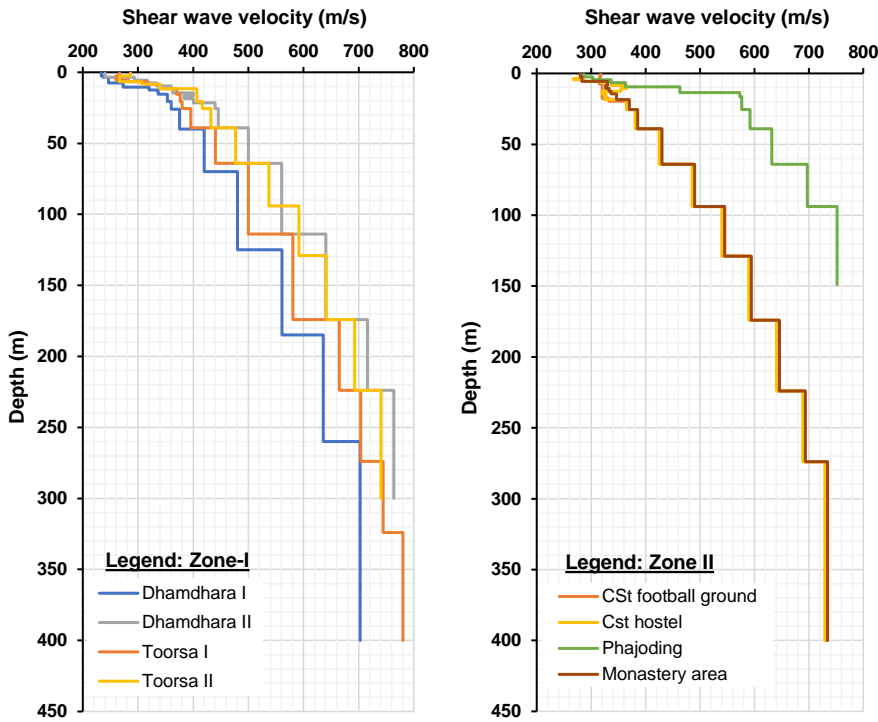 Shear wave velocity (m/s)
200 300 400 500 600 700 800
0
50
100
150
200
250
300
350
400
450
Depth (m)
Legend: Zone-I
Dhamdhara I
Dhamdhara II
Toorsa I
Toorsa II
Shear wave velocity (m/s)
200 300 400 500 600 700 800
0
50
100
150
200
250
300
350
400
450
Depth (m)
Legend: Zone II
CSt football ground
Cst hostel
Phajoding
Monastery area